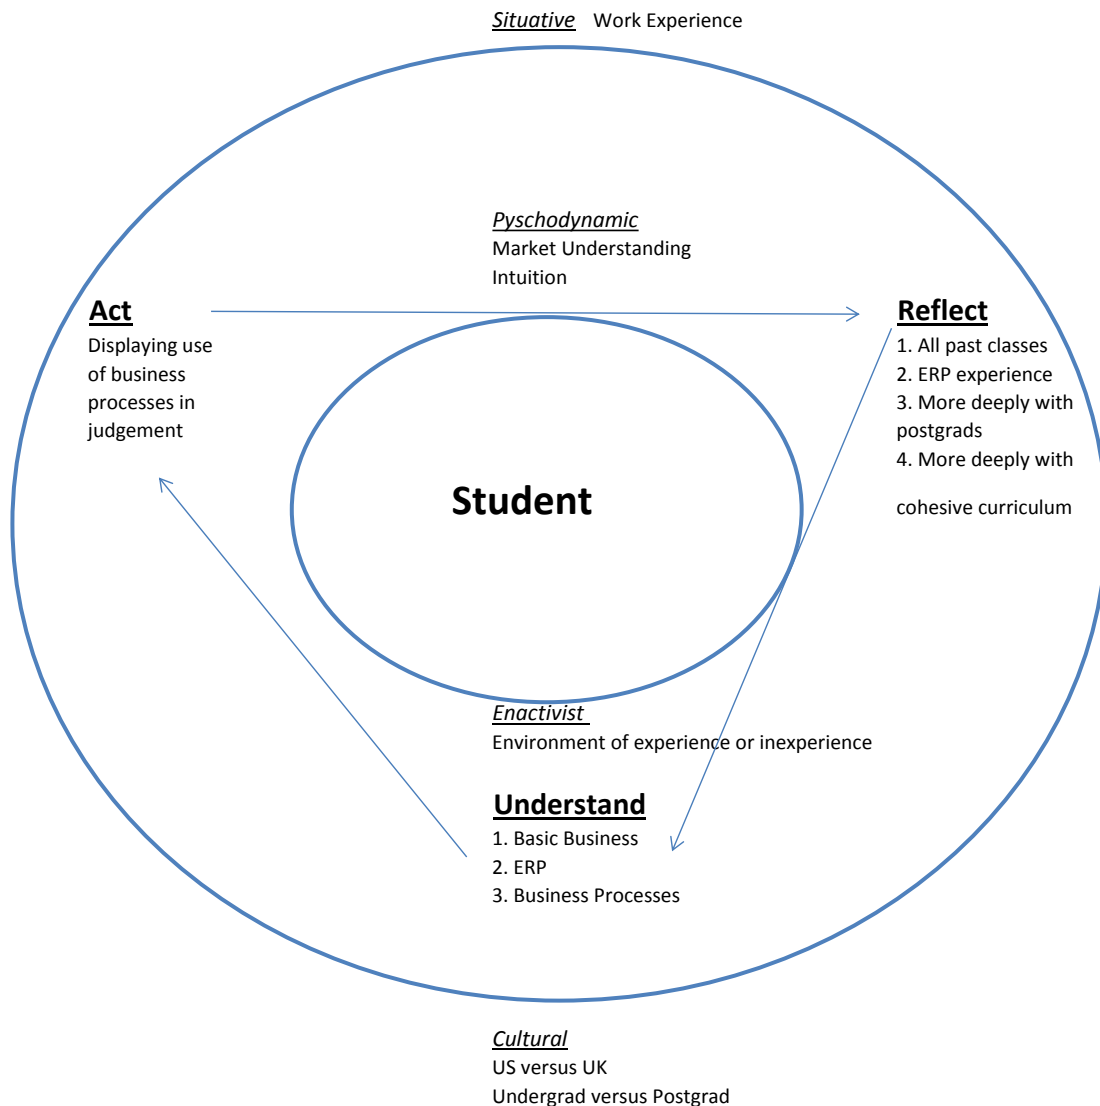 Situative Work Experience
Pyschodynamic
Market Understanding
Intuition
Act
Displaying use
of business
processes in
judgement
Reflect
1. All past classes
2. ERP experience
3. More deeply with
postgrads
4. More deeply with
cohesive curriculum
Student
Enactivist
Environment of experience or inexperience
Understand
1. Basic Business
2. ERP
3. Business Processes
Cultural
US versus UK
Undergrad versus Postgrad